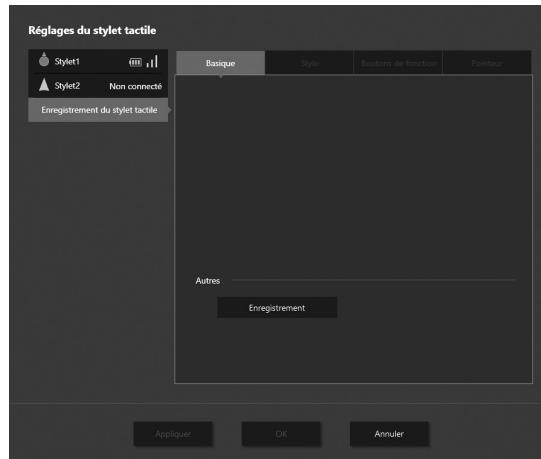 Réglages du stylet tactile
Stylet1
Stylet2 Non connecté
Enregistrement du stylet tactile
Basique Stylo Boutons de fonction Pointeur
Autres
Enregistrement
Appliquer OK Annuler